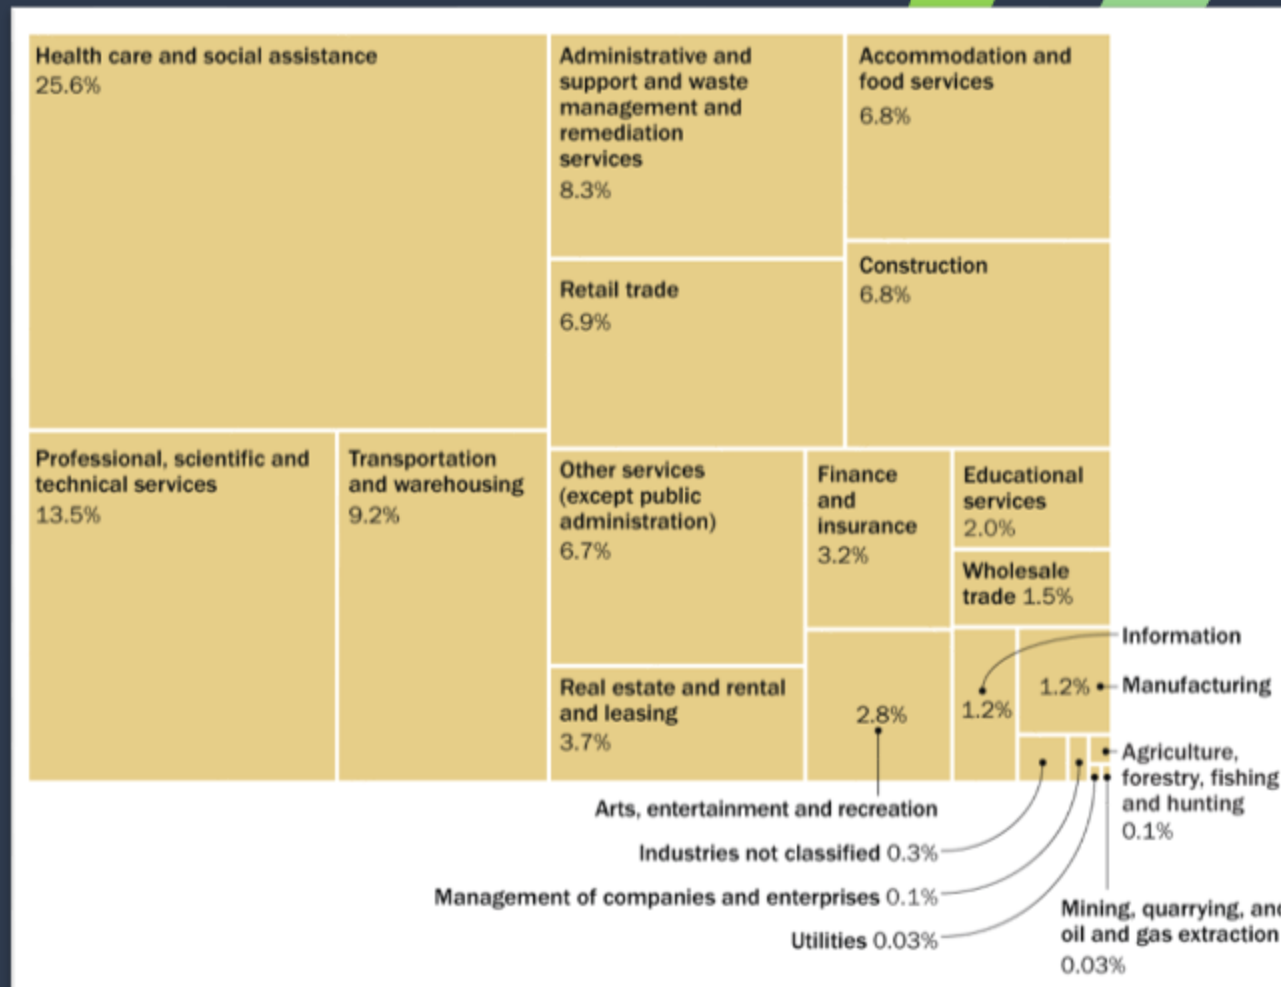 Health care and social assistance
25.6%
Administrative and
support and waste
management and
remediation
services
8.3%
Accommodation and
food services
6.8%
Retail trade
6.9%
Construction
6.8%
Professional, scientific and
technical services
13.5%
Transportation
and warehousing
9.2%
Other services
(except public
administration)
6.7%
Finance
and
insurance
3.2%
Educational
services
2.0%
Wholesale
trade 1.5%
Information
1.2%
1.2%
Manufacturing
Real estate and rental
and leasing
3.7%
2.8%
Arts, entertainment and recreation
Agriculture,
forestry, fishing
and hunting
0.1%
Industries not classified 0.3%
Management of companies and enterprises 0.1%
Utilities 0.03%
Mining, quarrying, and
oil and gas extraction
0.03%